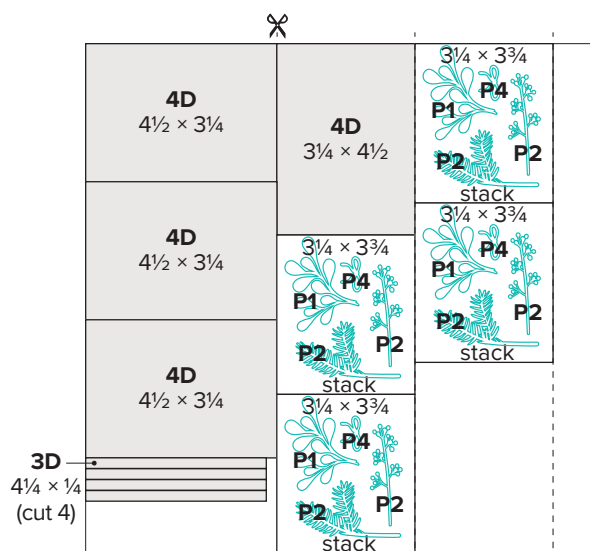 4D
4½ × 3¼
4D
4½ × 3¼
4D
4½ × 3¼
3D
4¼ × ¼
(cut 4)
4D
3¼ × 4½
3¼ × 3¾
P4
P1
P2
P2
stack
3¼ × 3¾
P4
P1
P2
P2
stack
3¼ × 3¾
P4
P1
P2
P2
stack
3¼ × 3¾
P4
P1
P2
P2
stack